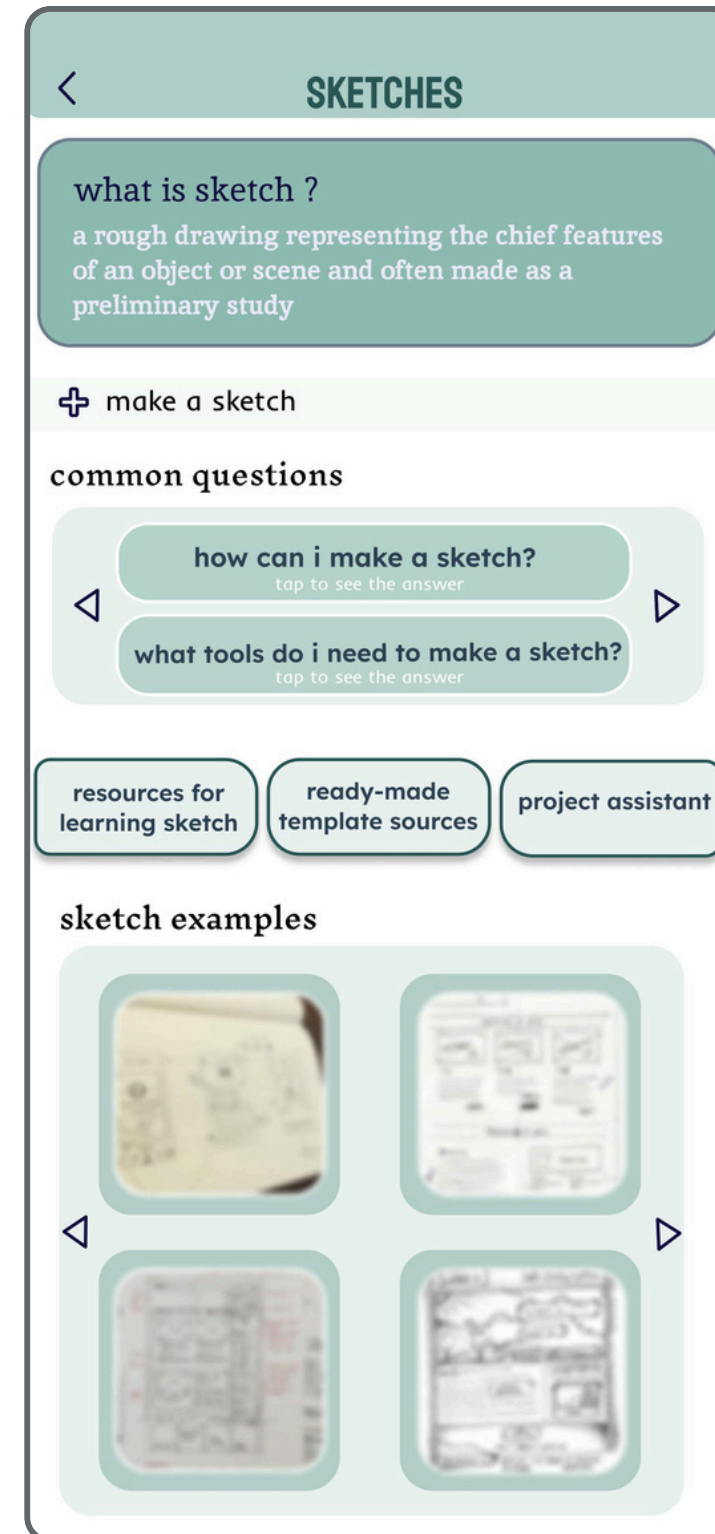 SKETCHES
what is sketch ?
a rough drawing representing the chief features
of an object or scene and often made as a
preliminary study
make a sketch
common questions
how can i make a sketch?
tap to see the answer
what tools do i need to make a sketch?
tap to see the answer
resources for
learning sketch
ready-made
template sources
project assistant
sketch examples